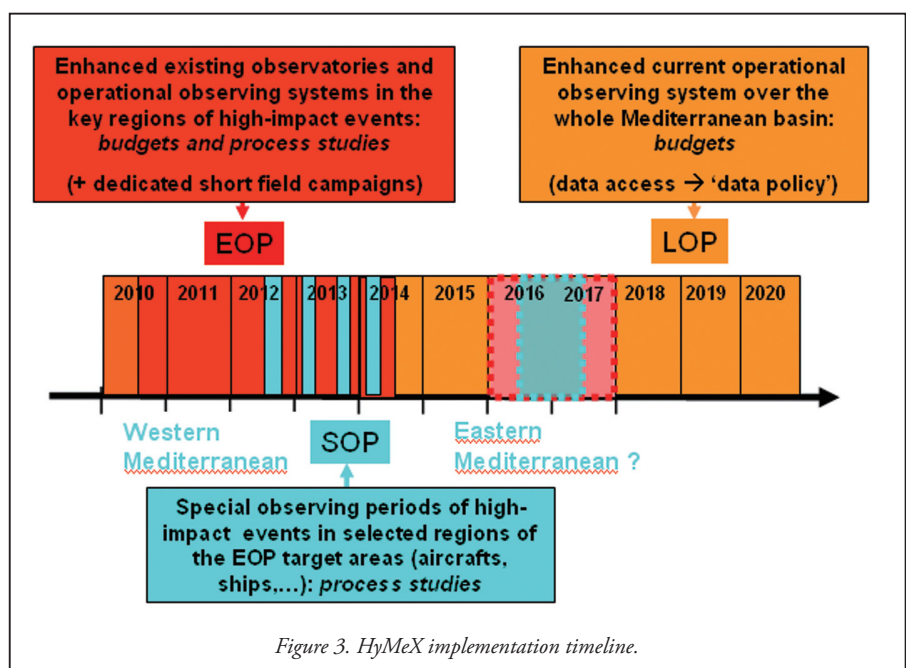 Enhanced existing observatories and
operational observing systems in the
key regions of high-impact events:
budgets and process studies
(+ dedicated short field campaigns)
Enhanced current operational
observing system over the
whole Mediterranean basin:
budgets
(data access → 'data policy')
EOP
LOP
2010 2011 2012 2013 2014 2015 2016 2017 2018 2019 2020
Western
Mediterranean
SOP
Eastern
Mediterranean ?
Special observing periods of high-
impact events in selected regions of
the EOP target areas (aircrafts,
ships,...): process studies
Figure 3. HyMeX implementation timeline.